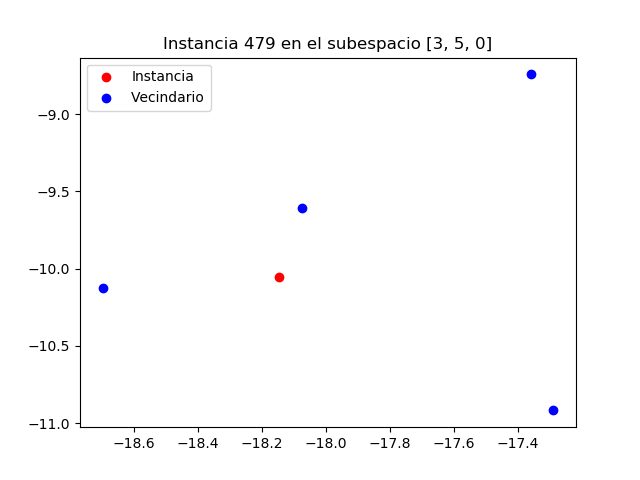 Instancia 479 en el subespacio [3, 5, 0]
Instancia
Vecindario
−9.0
−9.5
−10.0
−10.5
−11.0
−18.6 −18.4 −18.2 −18.0 −17.8 −17.6 −17.4